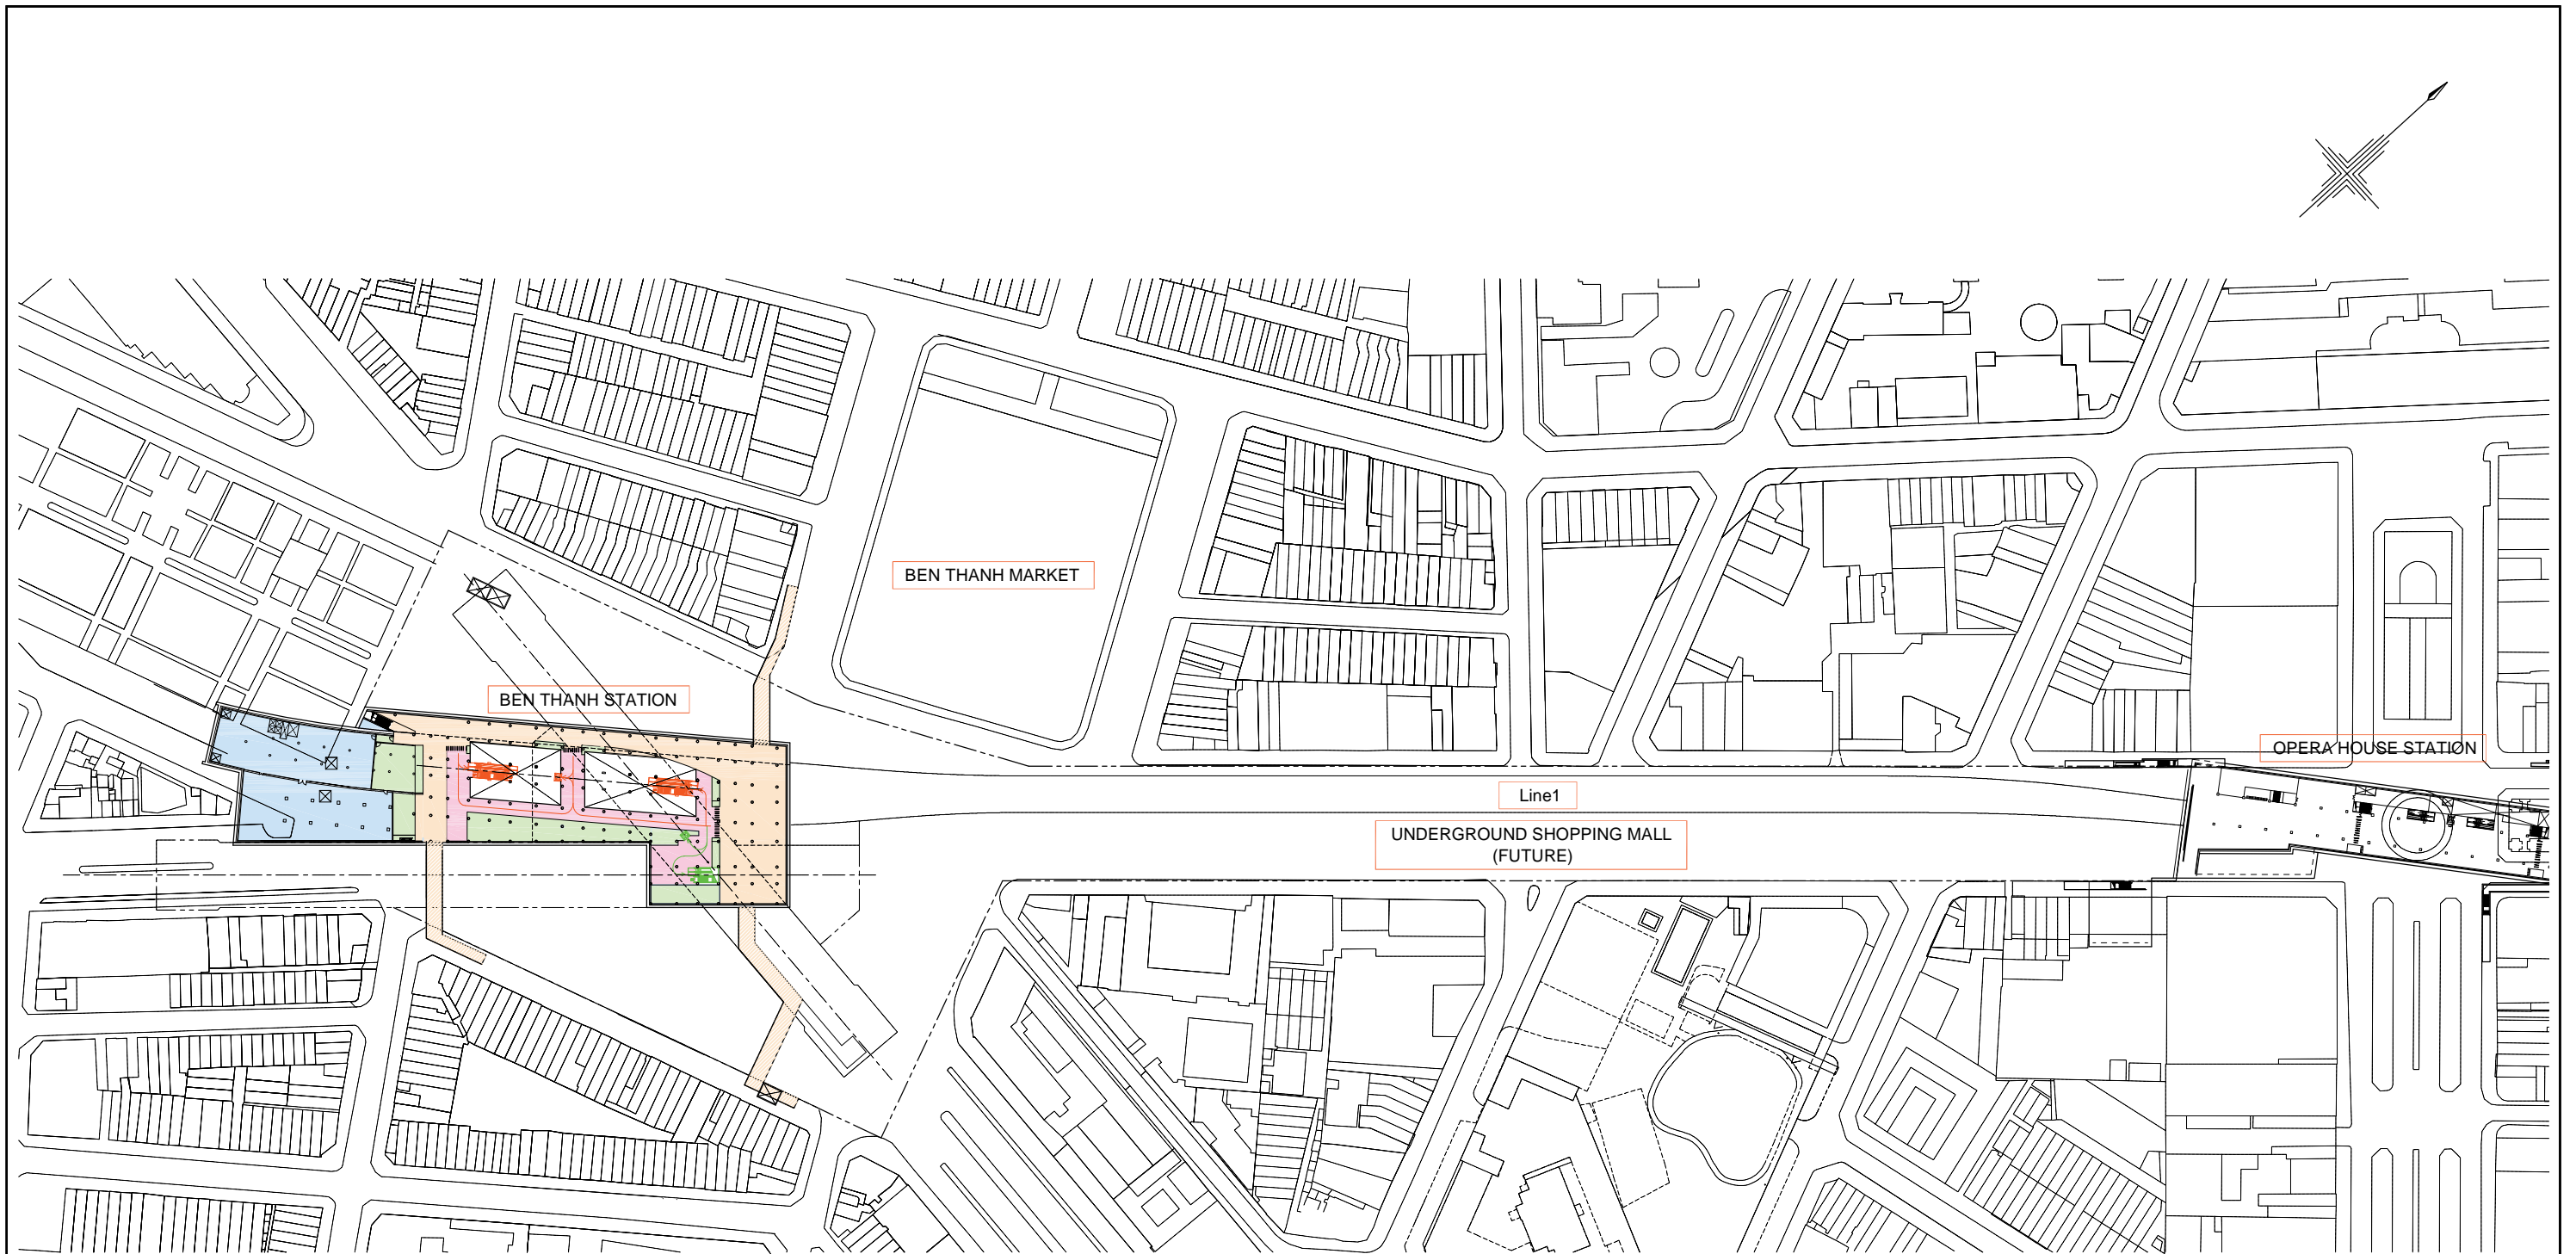 BEN THANH MARKET
BEN THANH STATION
OPERA HOUSE STATION
Line1
UNDERGROUND SHOPPING MALL
(FUTURE)